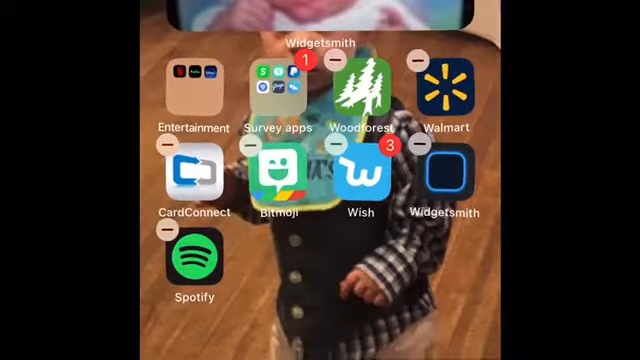 Widgetsmith
1
Entertainment
Survey apps
Woodforest
Walmart
3
CardConnect
Bitmoji
Wish
Widgetsmith
Spotify